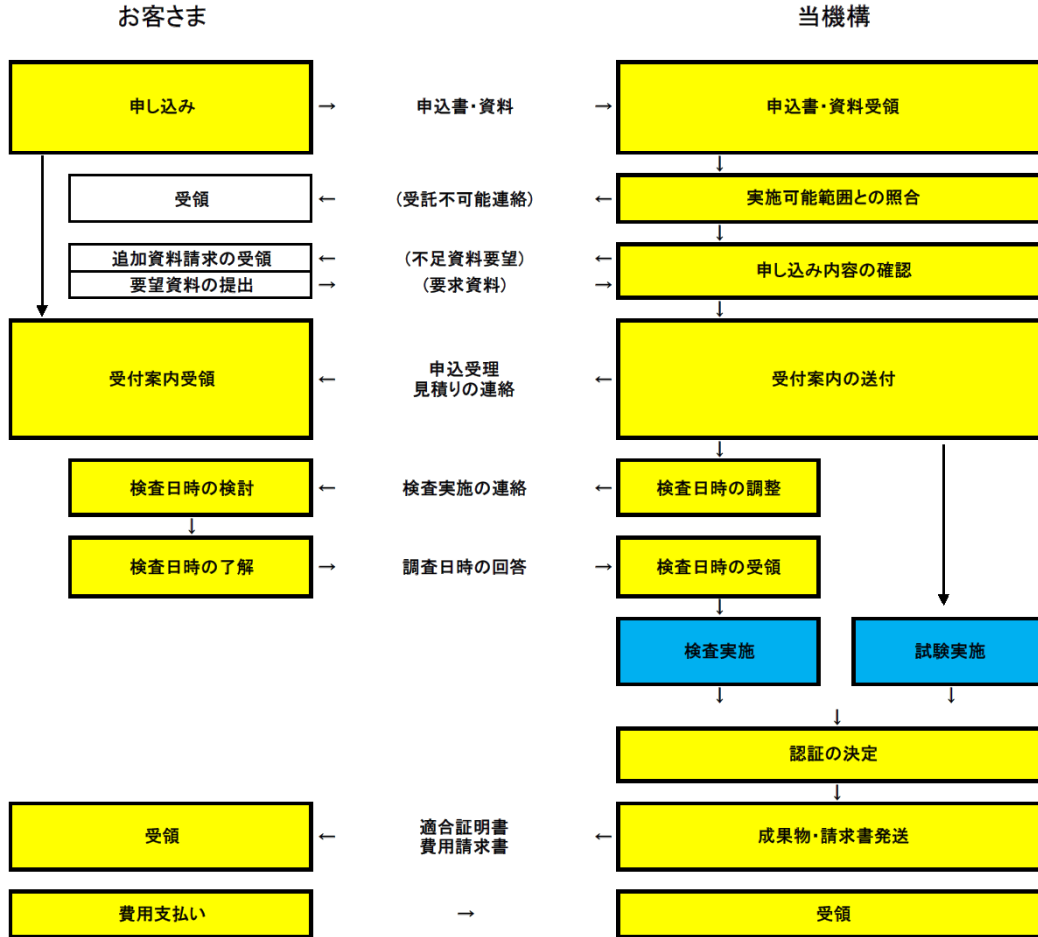 お客さま
当機構
申し込み
→
申込書・資料
→
申込書・資料受領
↓
受領
←
(受託不可能連絡)
←
実施可能範囲との照合
↓
追加資料請求の受領
←
(不足資料要望)
←
申し込み内容の確認
要望資料の提出
→
(要求資料)
→
↓
受付案内受領
←
申込受理
見積りの連絡
←
受付案内の送付
↓
検査日時の検討
←
検査実施の連絡
←
検査日時の調整
↓
検査日時の了解
→
調査日時の回答
→
検査日時の受領
↓
検査実施
試験実施
↓
↓
↓
認証の決定
↓
受領
←
適合証明書
費用請求書
←
成果物・請求書発送
費用支払い
→
受領